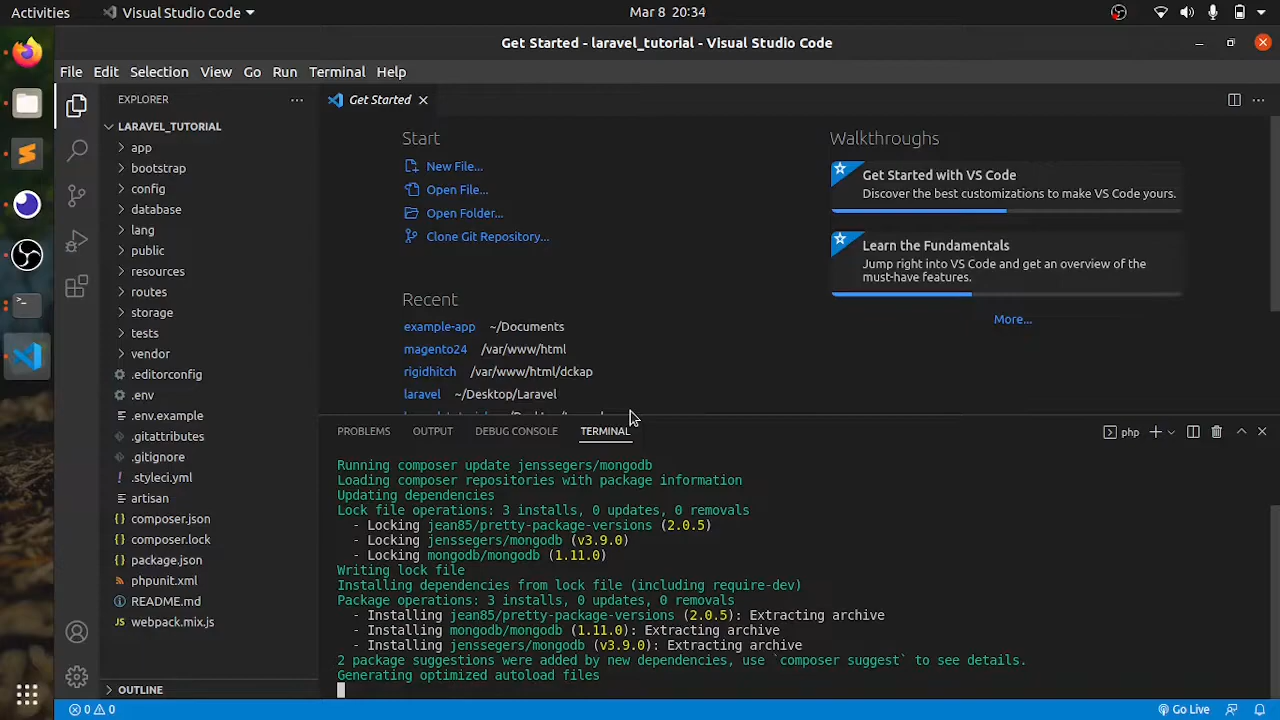 Activities
Visual Studio Code
Mar 8 20:34
Get Started - laravel_tutorial - Visual Studio Code
File Edit Selection View Go Run Terminal Help
EXPLORER
LARAVEL_TUTORIAL
app
bootstrap
config
database
lang
public
resources
routes
storage
tests
vendor
.editorconfig
.env
.env.example
.gitattributes
.gitignore
.styleci.yml
artisan
composer.json
composer.lock
package.json
phpunit.xml
README.md
webpack.mix.js
OUTLINE
Get Started
Start
New File...
Open File...
Open Folder...
Clone Git Repository...
Recent
example-app ~/Documents
magento24 /var/www/html
rigidhitch /var/www/html/dckap
laravel ~/Desktop/Laravel
Walkthroughs
Get Started with VS Code
Discover the best customizations to make VS Code yours.
Learn the Fundamentals
Jump right into VS Code and get an overview of the
must-have features.
More...
PROBLEMS OUTPUT DEBUG CONSOLE TERMINAL
php
Running composer update jenssegers/mongodb
Loading composer repositories with package information
Updating dependencies
Lock file operations: 3 installs, 0 updates, 0 removals
- Locking jean85/pretty-package-versions (2.0.5)
- Locking jenssegers/mongodb (v3.9.0)
- Locking mongodb/mongodb (1.11.0)
Writing lock file
Installing dependencies from lock file (including require-dev)
Package operations: 3 installs, 0 updates, 0 removals
- Installing jean85/pretty-package-versions (2.0.5): Extracting archive
- Installing mongodb/mongodb (1.11.0): Extracting archive
- Installing jenssegers/mongodb (v3.9.0): Extracting archive
2 package suggestions were added by new dependencies, use `composer suggest` to see details.
Generating optimized autoload files
0 0
Go Live